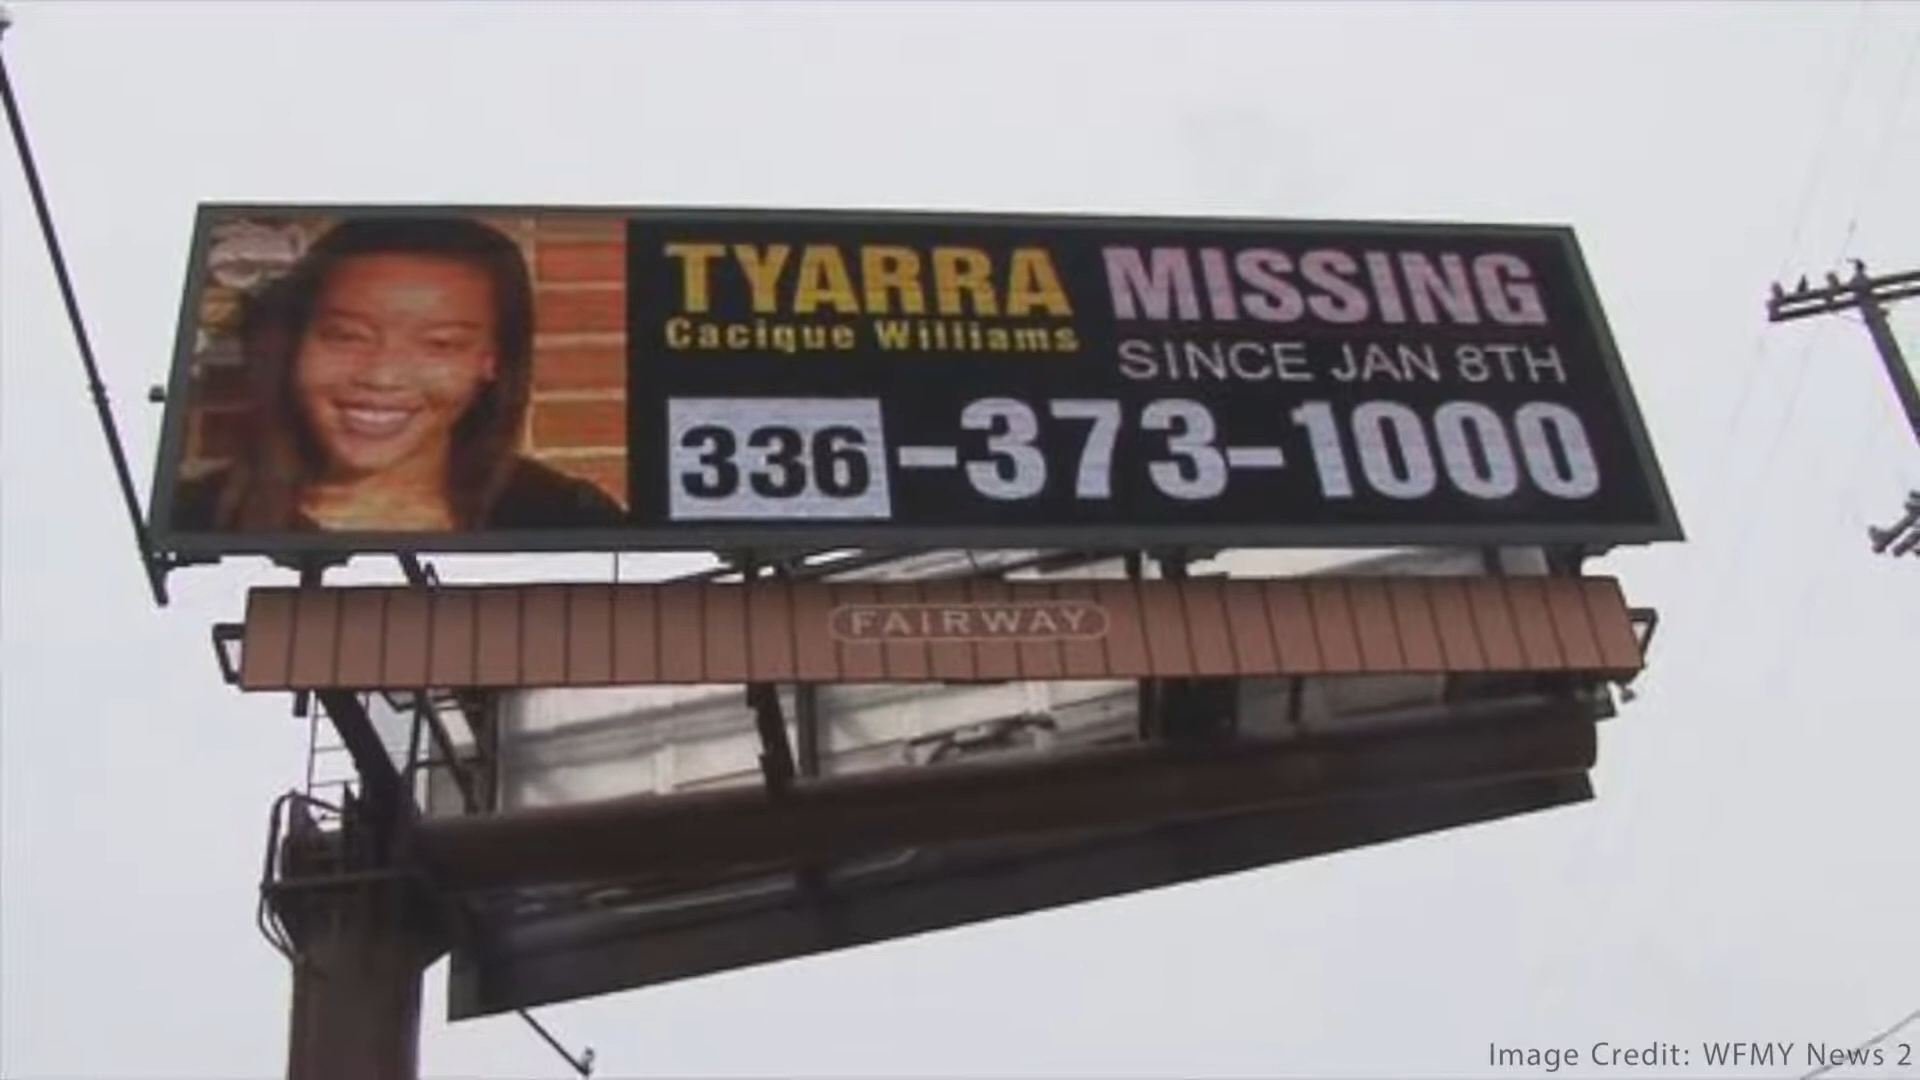 TYARRA MISSING
Cacique Williams
SINCE JAN 8TH
336-373-1000
FAIRWAY
Image Credit: WFMY News 2